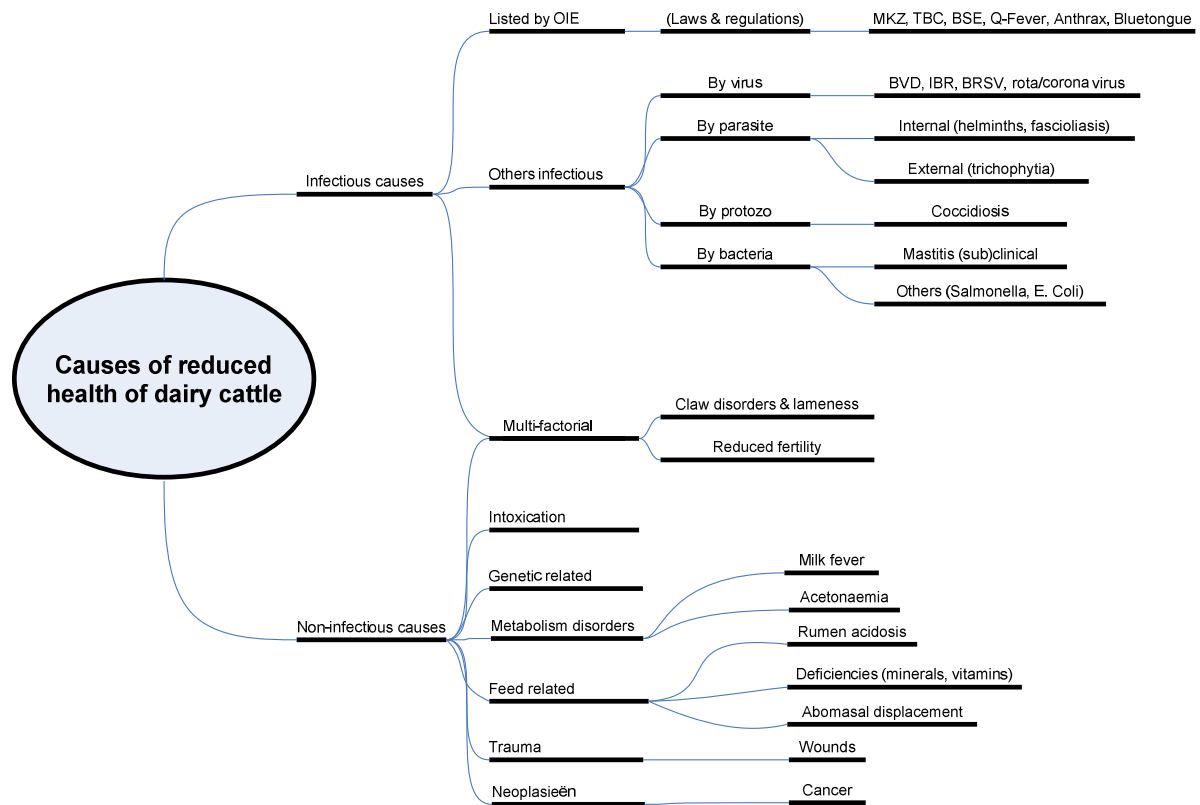 Causes of reduced
health of dairy cattle
Infectious causes
Listed by OIE
(Laws & regulations)
MKZ, TBC, BSE, Q-Fever, Anthrax, Bluetongue
Others infectious
By virus
BVD, IBR, BRSV, rota/corona virus
By parasite
Internal (helminths, fascioliasis)
External (trichophytia)
By protozo
Coccidiosis
By bacteria
Mastitis (sub)clinical
Others (Salmonella, E. Coli)
Multi-factorial
Claw disorders & lameness
Reduced fertility
Non-infectious causes
Intoxication
Genetic related
Metabolism disorders
Milk fever
Acetonaemia
Feed related
Rumen acidosis
Deficiencies (minerals, vitamins)
Abomasal displacement
Trauma
Wounds
Neoplasieën
Cancer